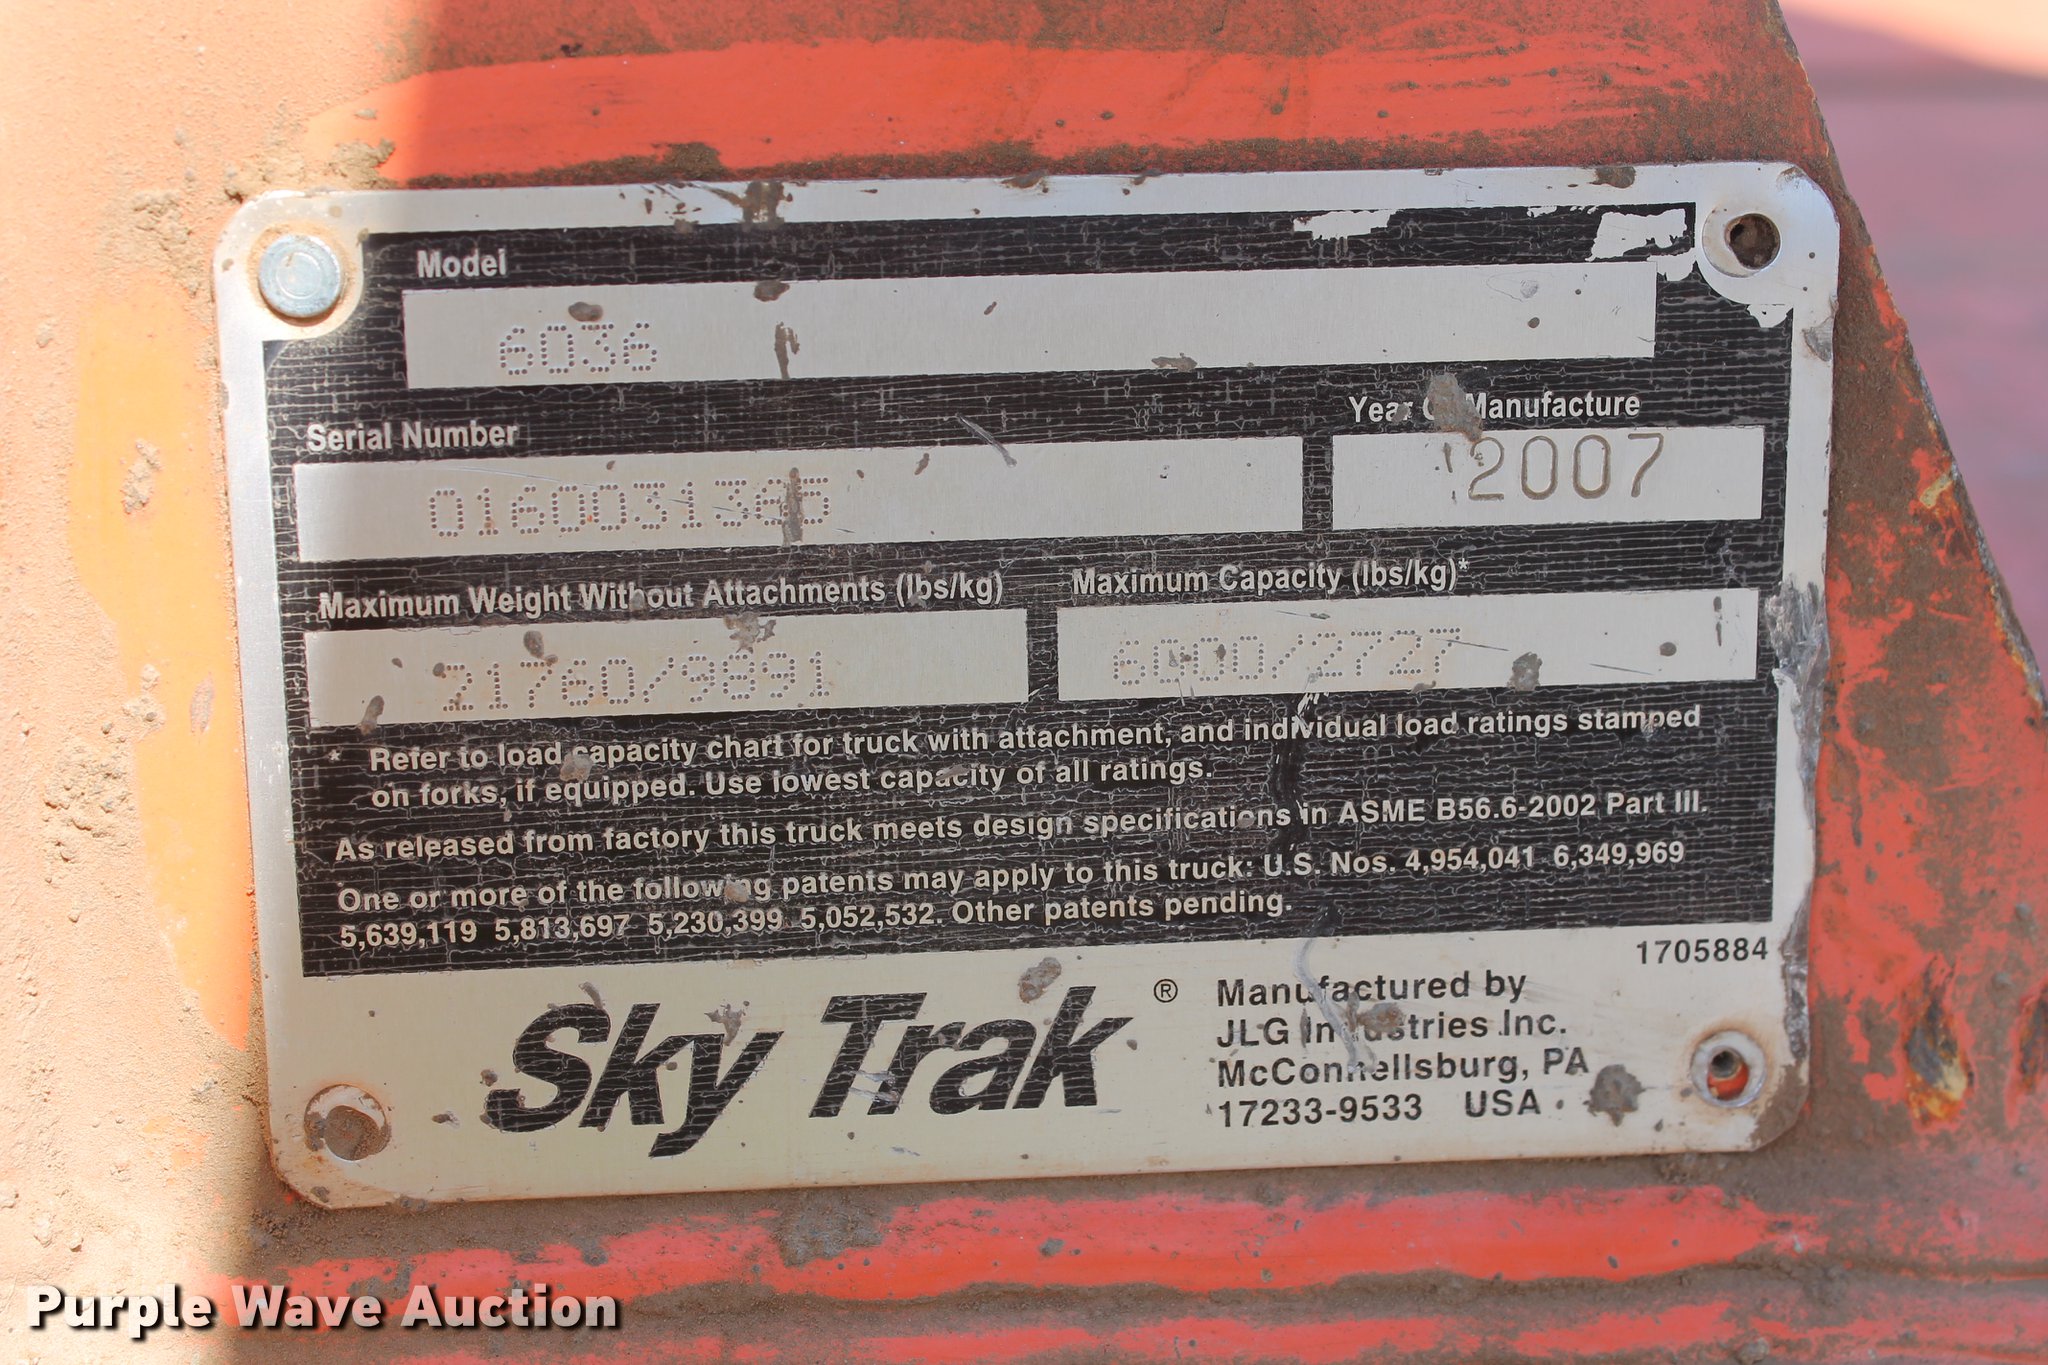 Model
6036
Serial Number
0160031365
Year Of Manufacture
2007
Maximum Weight Without Attachments (lbs/kg)
21760/9891
Maximum Capacity (lbs/kg)*
6000/2727
* Refer to load capacity chart for truck with attachment, and individual load ratings stamped
on forks, if equipped. Use lowest capacity of all ratings.
As released from factory this truck meets design specifications in ASME B56.6-2002 Part III.
One or more of the following patents may apply to this truck: U.S. Nos. 4,954,041 6,349,969
5,639,119 5,813,697 5,230,399 5,052,532. Other patents pending.
1705884
Sky Trak ®
Manufactured by
JLG Industries Inc.
McConnellsburg, PA
17233-9533 USA
Purple Wave Auction